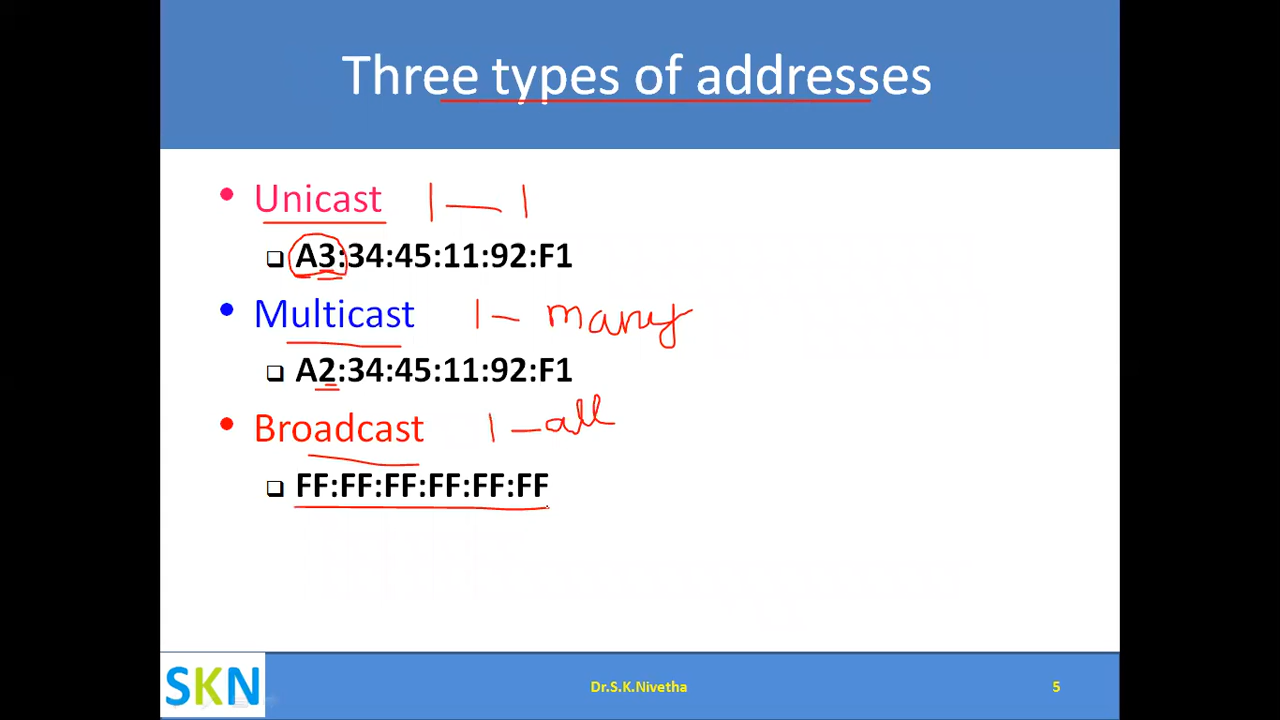 Three types of addresses
• Unicast 1 — 1
❑ A3:34:45:11:92:F1
• Multicast 1 - many
❑ A2:34:45:11:92:F1
• Broadcast 1 - all
❑ FF:FF:FF:FF:FF:FF
SKN Dr.S.K.Nivetha 5